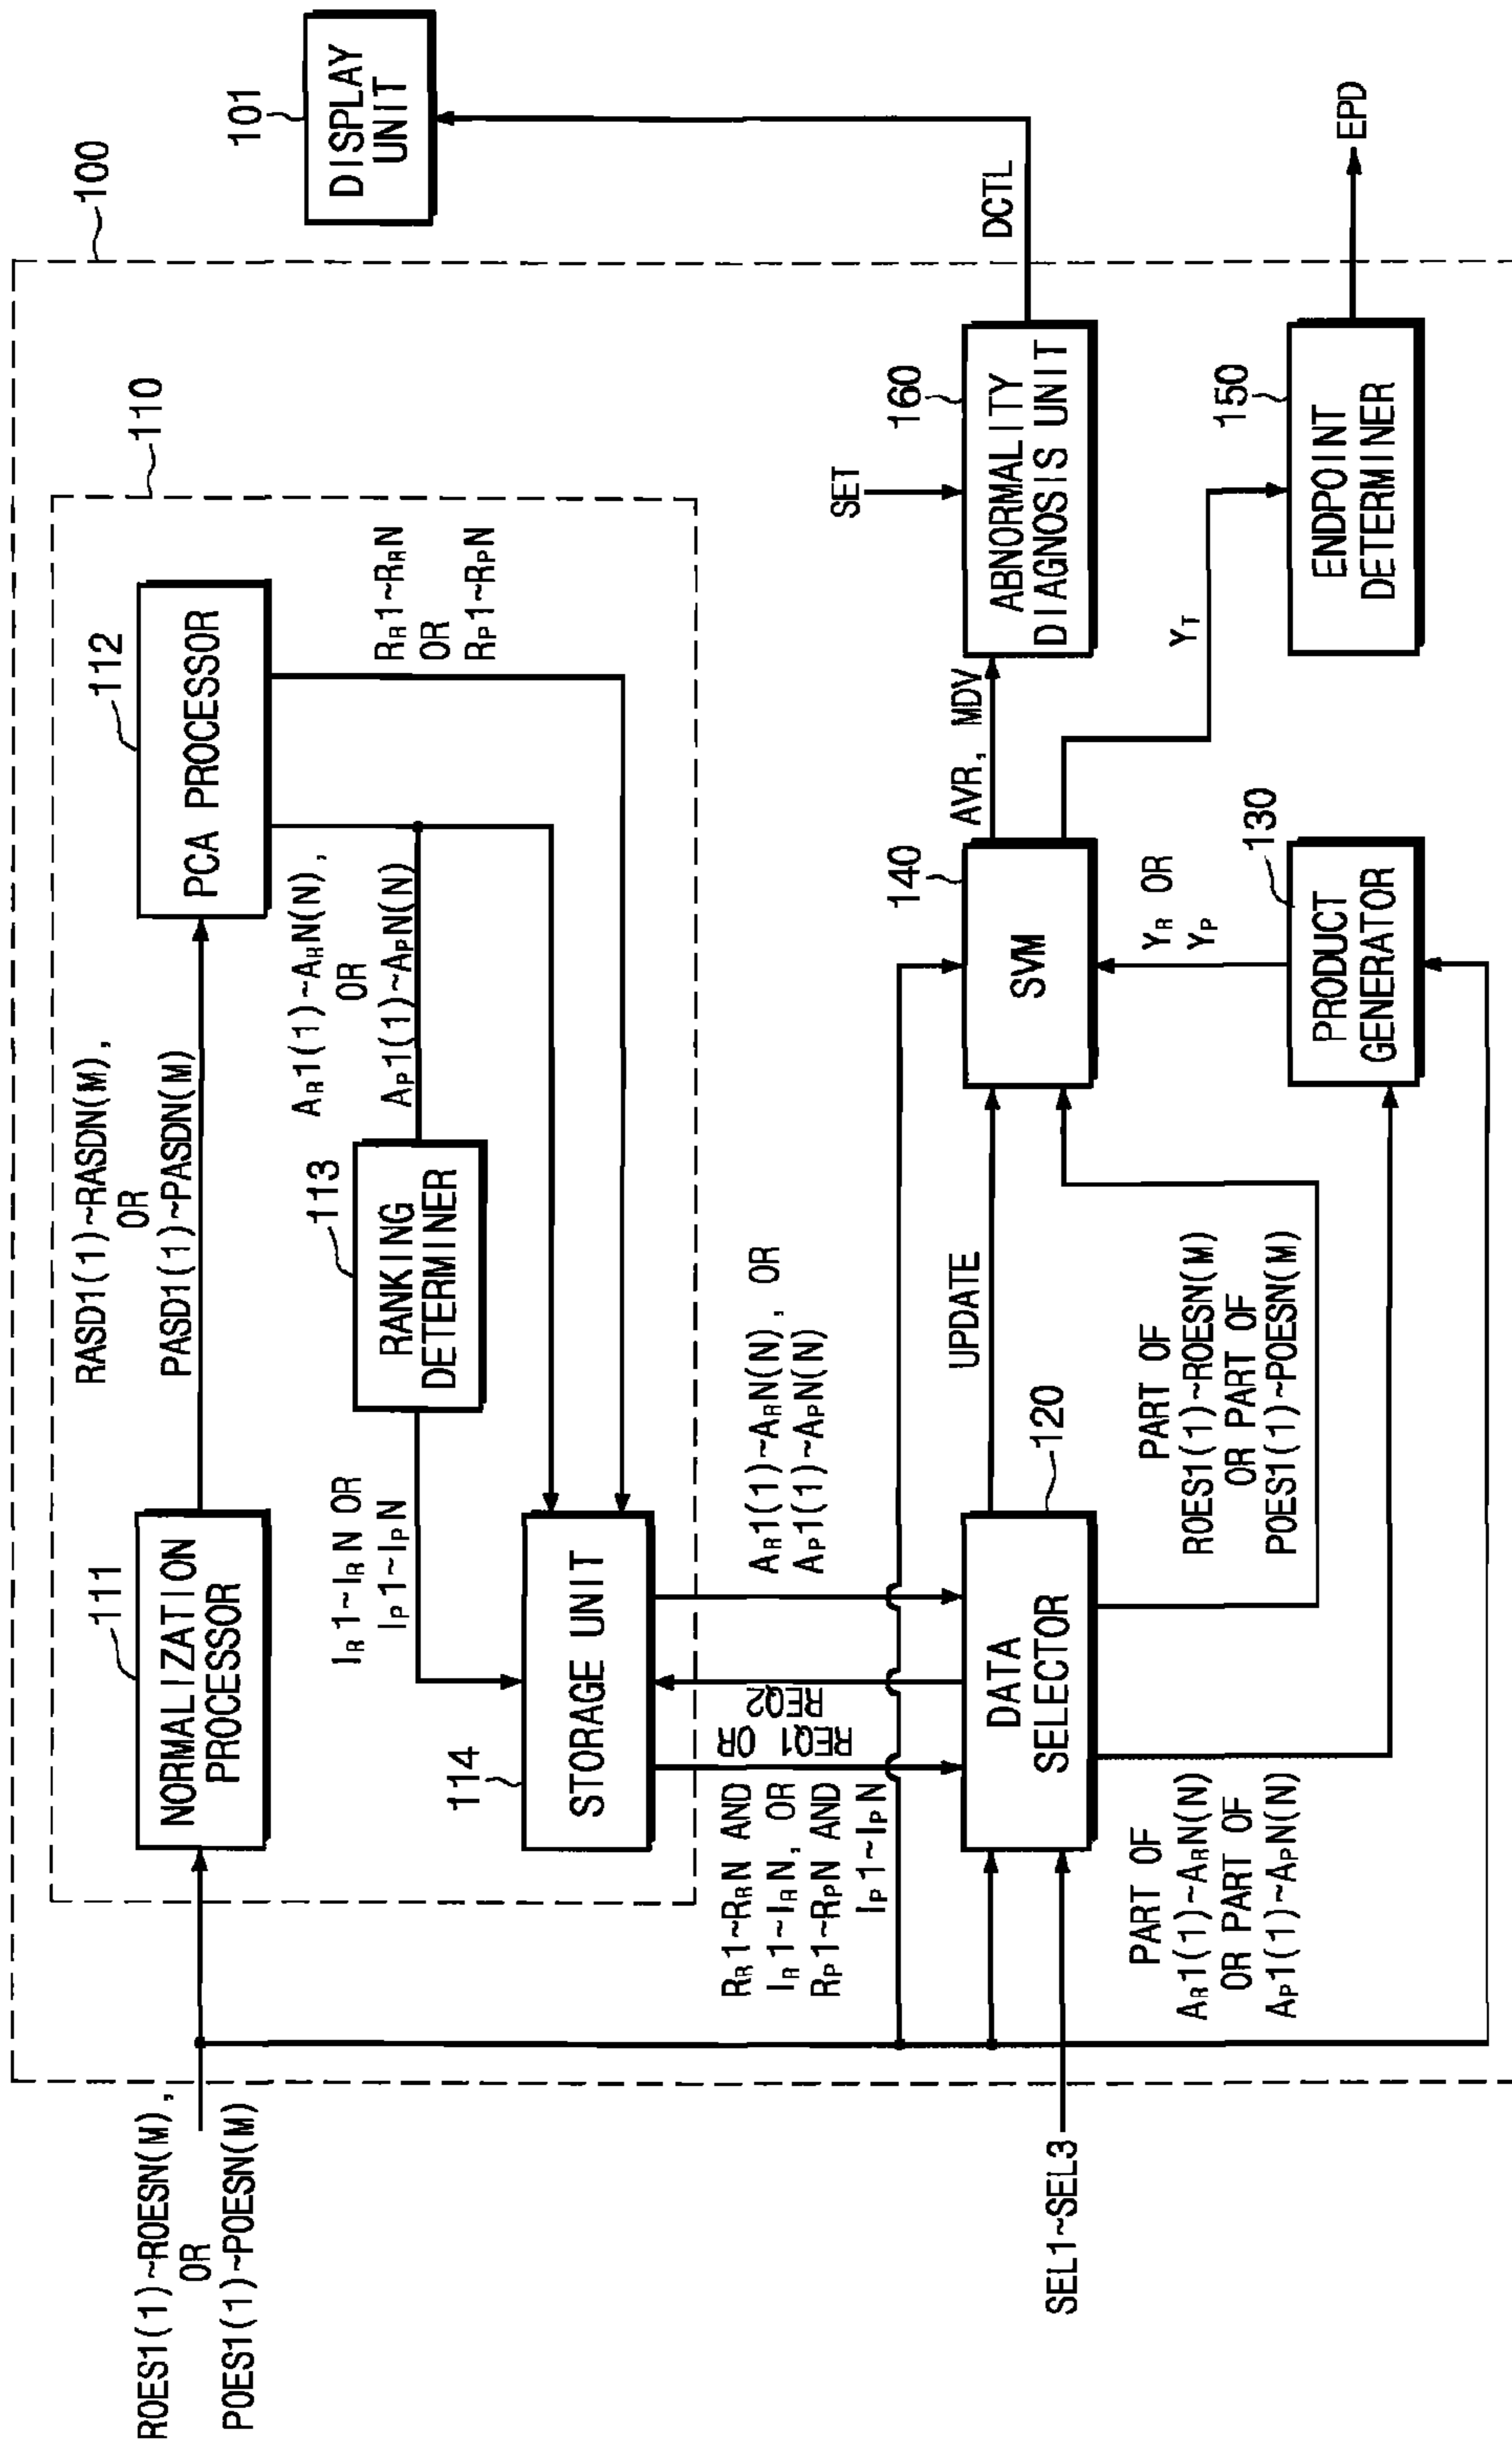 100
101
DISPLAY
UNIT
110
111
NORMALIZATION
PROCESSOR
RASD1(1)~RASDN(M),
OR
PASD1(1)~PASDN(M)
112
PCA PROCESSOR
ROES1(1)~ROESN(M),
OR
POES1(1)~POESN(M)
113
RANKING
DETERMINER
AR1(1)~ARN(N),
OR
AP1(1)~APN(N)
RR1~RRN
OR
RP1~RPN
IR1~IRN OR
IP1~IPN
114
STORAGE UNIT
RR1~RRN AND
IR1~IRN, OR
RP1~RPN AND
IP1~IPN
REQ1 OR
REQ2
AR1(1)~ARN(N), OR
AP1(1)~APN(N)
SEL1~SEL3
DATA
SELECTOR
120
UPDATE
PART OF
ROES1(1)~ROESN(M)
OR PART OF
POES1(1)~POESN(M)
PART OF
AR1(1)~ARN(N)
OR PART OF
AP1(1)~APN(N)
140
SVM
YR OR
YP
130
PRODUCT
GENERATOR
AVR, MDV
YT
SET
160
ABNORMALITY
DIAGNOSIS UNIT
DCTL
150
ENDPOINT
DETERMINER
EPD